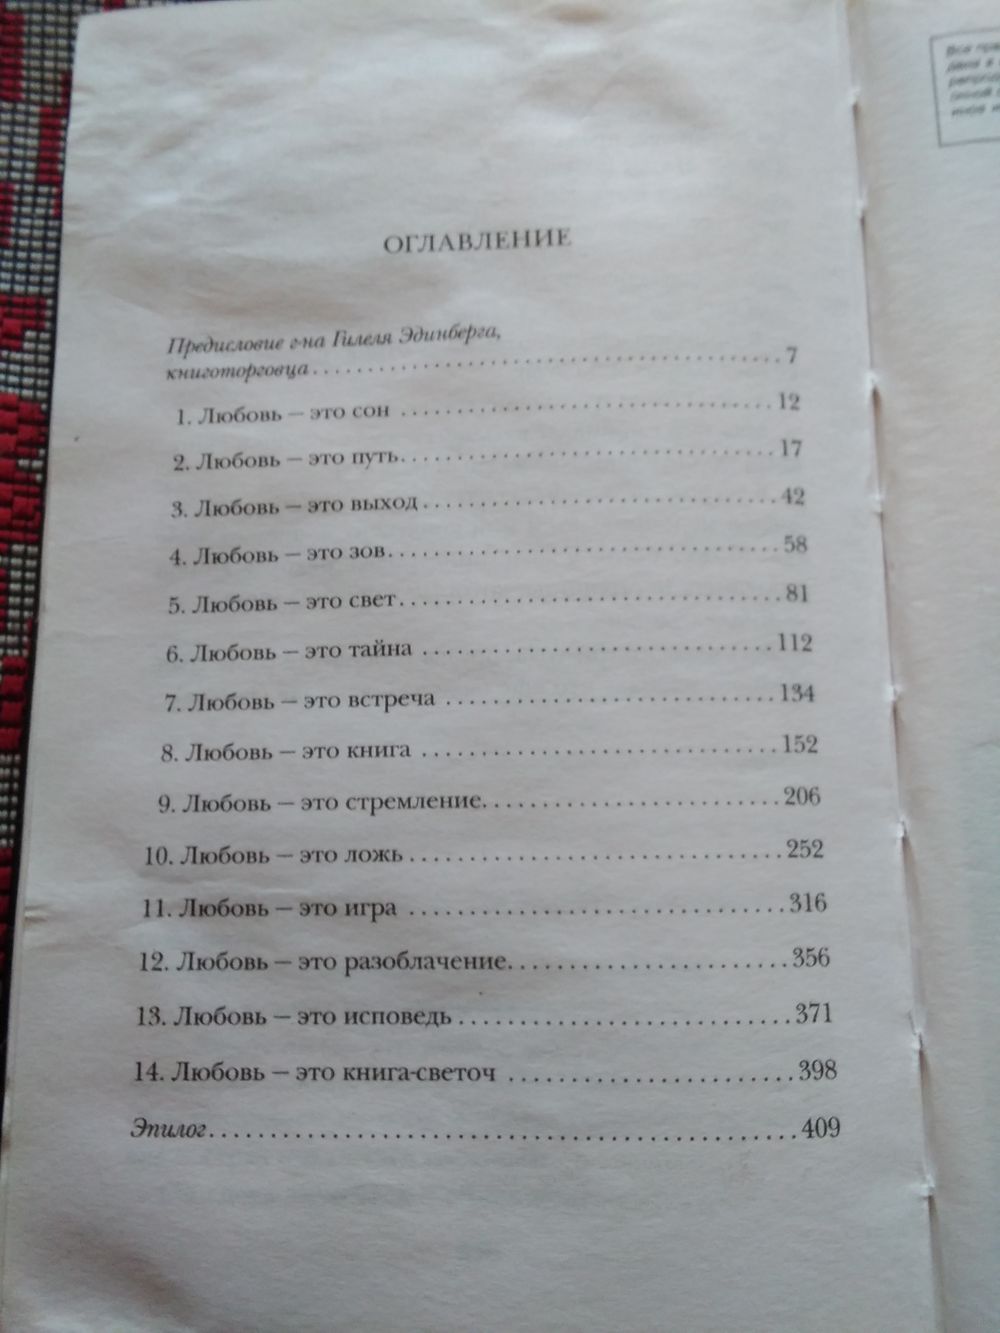 ОГЛАВЛЕНИЕ
Предисловие г-на Гилеля Эдинберга,
книготорговца........................................7
1. Любовь – это сон ................................12
2. Любовь – это путь................................17
3. Любовь – это выход..............................42
4. Любовь – это зов.................................58
5. Любовь – это свет................................81
6. Любовь – это тайна .............................112
7. Любовь – это встреча ...........................134
8. Любовь – это книга .............................152
9. Любовь – это стремление.........................206
10. Любовь – это ложь..............................252
11. Любовь – это игра .............................316
12. Любовь – это разоблачение......................356
13. Любовь – это исповедь..........................371
14. Любовь – это книга-светоч .....................398
Эпилог.............................................409
Все